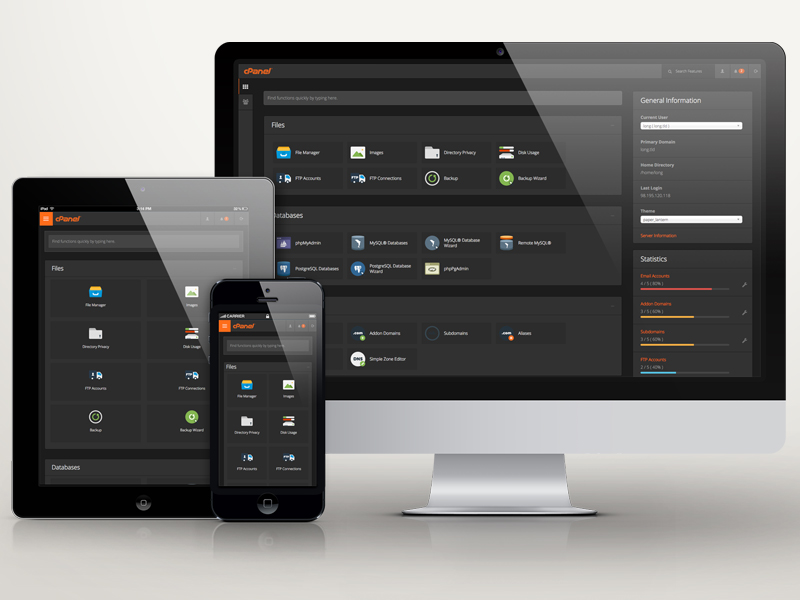 cPanel
Search Features
Find functions quickly by typing here.
Files
File Manager
Images
Directory Privacy
Disk Usage
FTP Accounts
FTP Connections
Backup
Backup Wizard
Databases
phpMyAdmin
MySQL® Databases
MySQL® Database Wizard
Remote MySQL®
PostgreSQL Databases
PostgreSQL Database Wizard
phpPgAdmin
Addon Domains
Subdomains
Aliases
DNS
Simple Zone Editor
General Information
Current User
Primary Domain
Home Directory
Last Login
Theme
paper_lantern
Server Information
Statistics
Email Accounts
4 / 5 ( 80% )
Addon Domains
3 / 5 ( 60% )
Subdomains
3 / 5 ( 60% )
FTP Accounts
2 / 5 ( 40% )
iPad
cPanel
Find functions quickly by typing here.
Files
File Manager
Images
Directory Privacy
Disk Usage
FTP Accounts
FTP Connections
Backup
Backup Wizard
Databases
CARRIER
cPanel
Find functions quickly by typing here.
Files
File Manager
Images
Directory Privacy
Disk Usage
FTP Accounts
FTP Connections